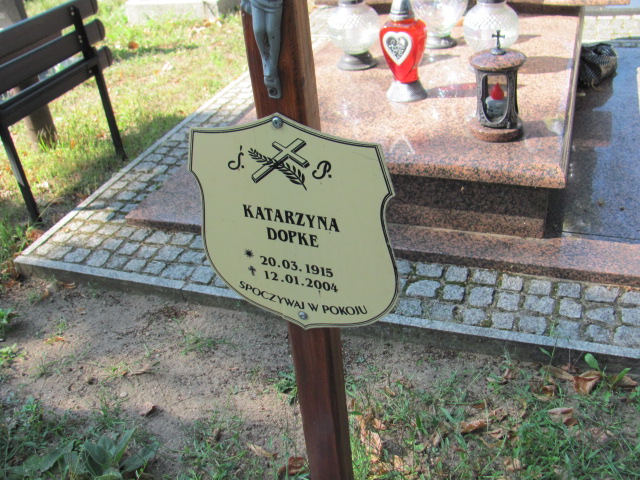 Ś. P.
KATARZYNA
DOPKE
* 20.03.1915
✝ 12.01.2004
SPOCZYWAJ W POKOJU